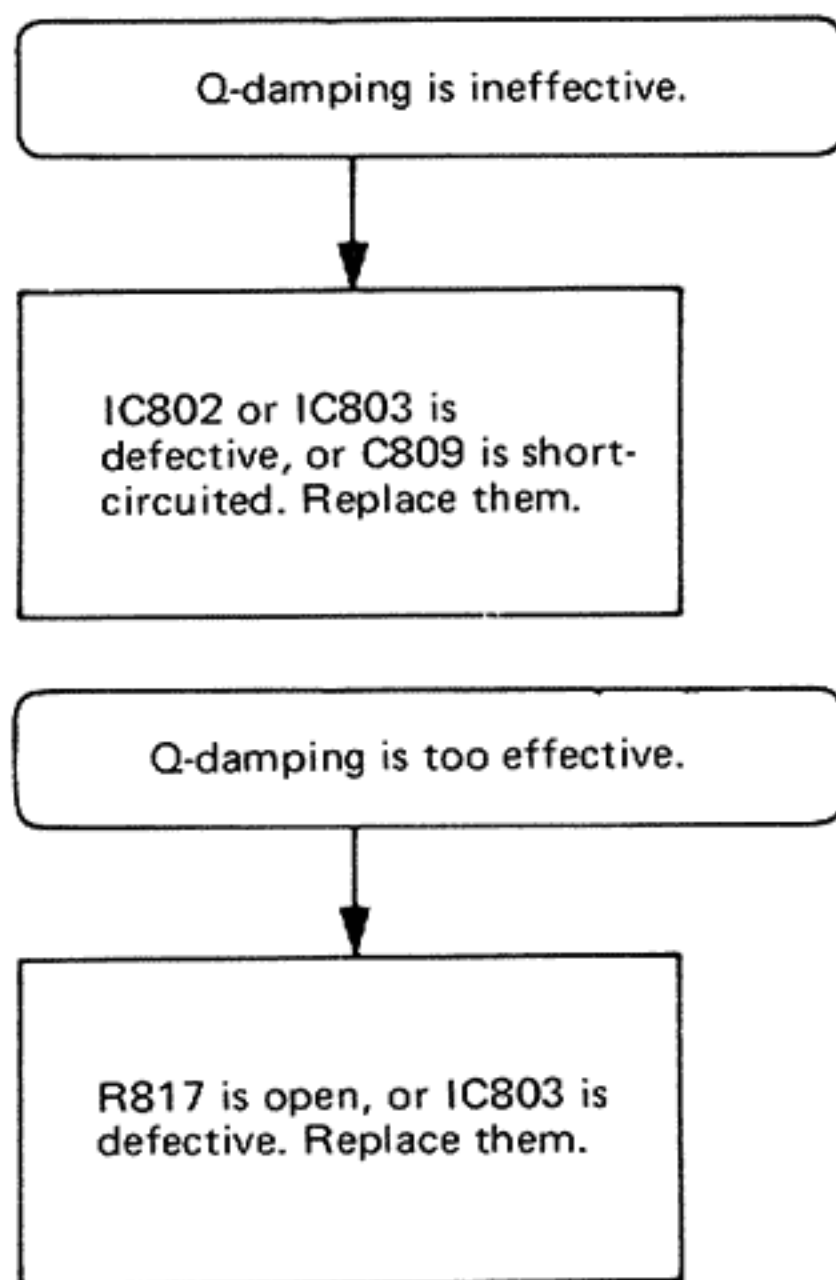 Q-damping is ineffective.
IC802 or IC803 is
defective, or C809 is short-
circuited. Replace them.
Q-damping is too effective.
R817 is open, or IC803 is
defective. Replace them.